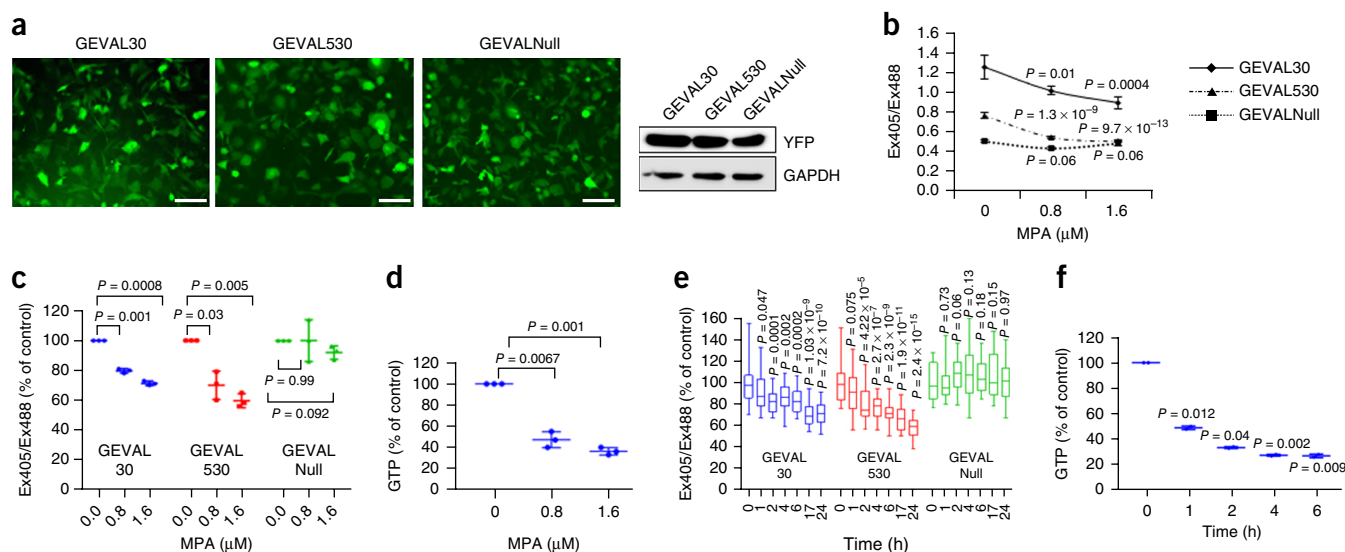 a
GEVAL30 GEVAL530 GEVALNull
GEVAL30 GEVAL530 GEVALNull
YFP
GAPDH
b
Ex405/Ex488
1.6
1.4
1.2
1.0
0.8
0.6
0.4
0.2
0.0
P = 0.01
P = 0.0004
P = 1.3 × 10⁻⁹
P = 9.7 × 10⁻¹³
P = 0.06
P = 0.06
0 0.8 1.6
MPA (μM)
GEVAL30
GEVAL530
GEVALNull
c
Ex405/Ex488 (% of control)
120
100
80
60
40
20
0
P = 0.0008
P = 0.001
P = 0.005
P = 0.03
P = 0.99
P = 0.092
GEVAL 30
GEVAL 530
GEVAL Null
0.0 0.8 1.6 0.0 0.8 1.6 0.0 0.8 1.6
MPA (μM)
d
GTP (% of control)
120
100
80
60
40
20
0
P = 0.001
P = 0.0067
0 0.8 1.6
MPA (μM)
e
Ex405/Ex488 (% of control)
160
140
120
100
80
60
40
20
0
P = 0.047
P = 0.0001
P = 0.0002
P = 0.0002
P = 1.03 × 10⁻⁹
P = 7.2 × 10⁻¹⁰
P = 0.075
P = 4.22 × 10⁻⁵
P = 2.7 × 10⁻⁷
P = 2.3 × 10⁻⁹
P = 1.9 × 10⁻¹¹
P = 2.4 × 10⁻¹⁵
P = 0.73
P = 0.06
P = 0.13
P = 0.18
P = 0.15
P = 0.97
GEVAL 30
GEVAL 530
GEVAL Null
0 1 2 4 6 17 24 0 1 2 4 6 17 24 0 1 2 4 6 17 24
Time (h)
f
GTP (% of control)
120
100
80
60
40
20
0
P = 0.012
P = 0.04
P = 0.002
P = 0.009
0 1 2 4 6
Time (h)